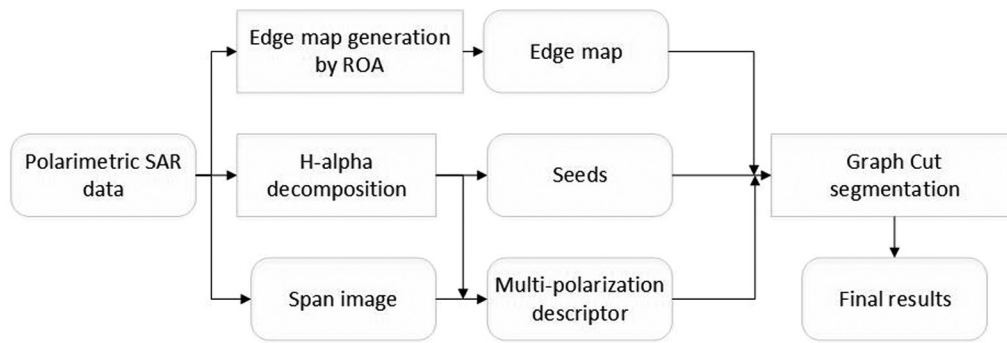 Edge map generation
by ROA
Edge map
Polarimetric SAR
data
H-alpha
decomposition
Seeds
Graph Cut
segmentation
Span image
Multi-polarization
descriptor
Final results